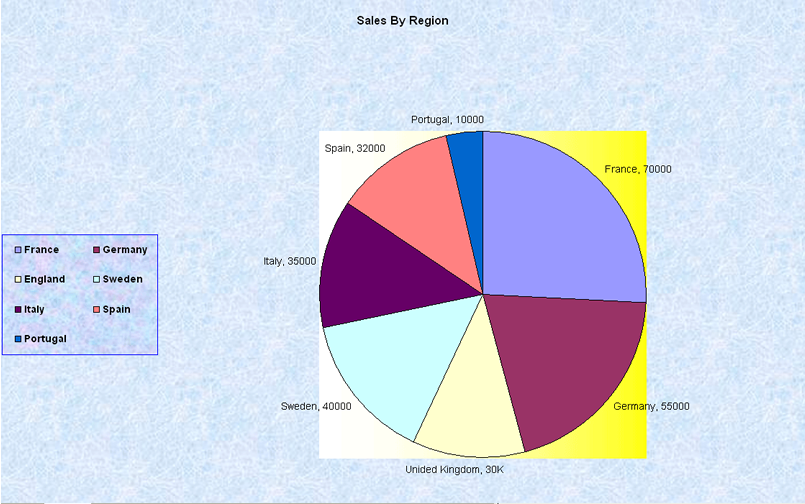 Sales By Region
Portugal, 10000
Spain, 32000
France, 70000
Italy, 35000
Sweden, 40000
Germany, 55000
Unided Kingdom, 30K
France
Germany
England
Sweden
Italy
Spain
Portugal